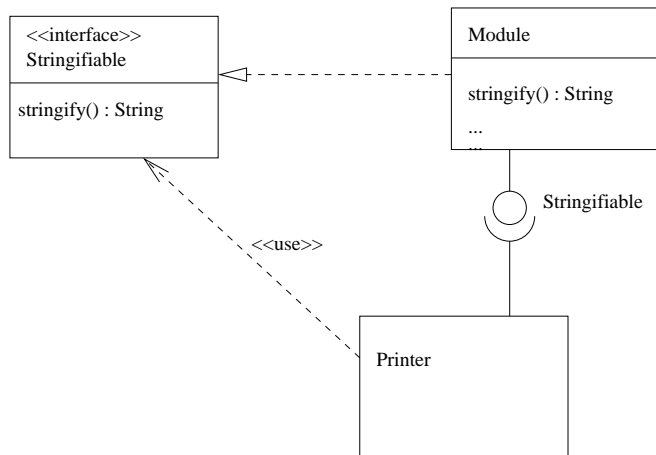 <<interface>>
Stringifiable
stringify() : String
Module
stringify() : String
...
...
Stringifiable
<<use>>
Printer